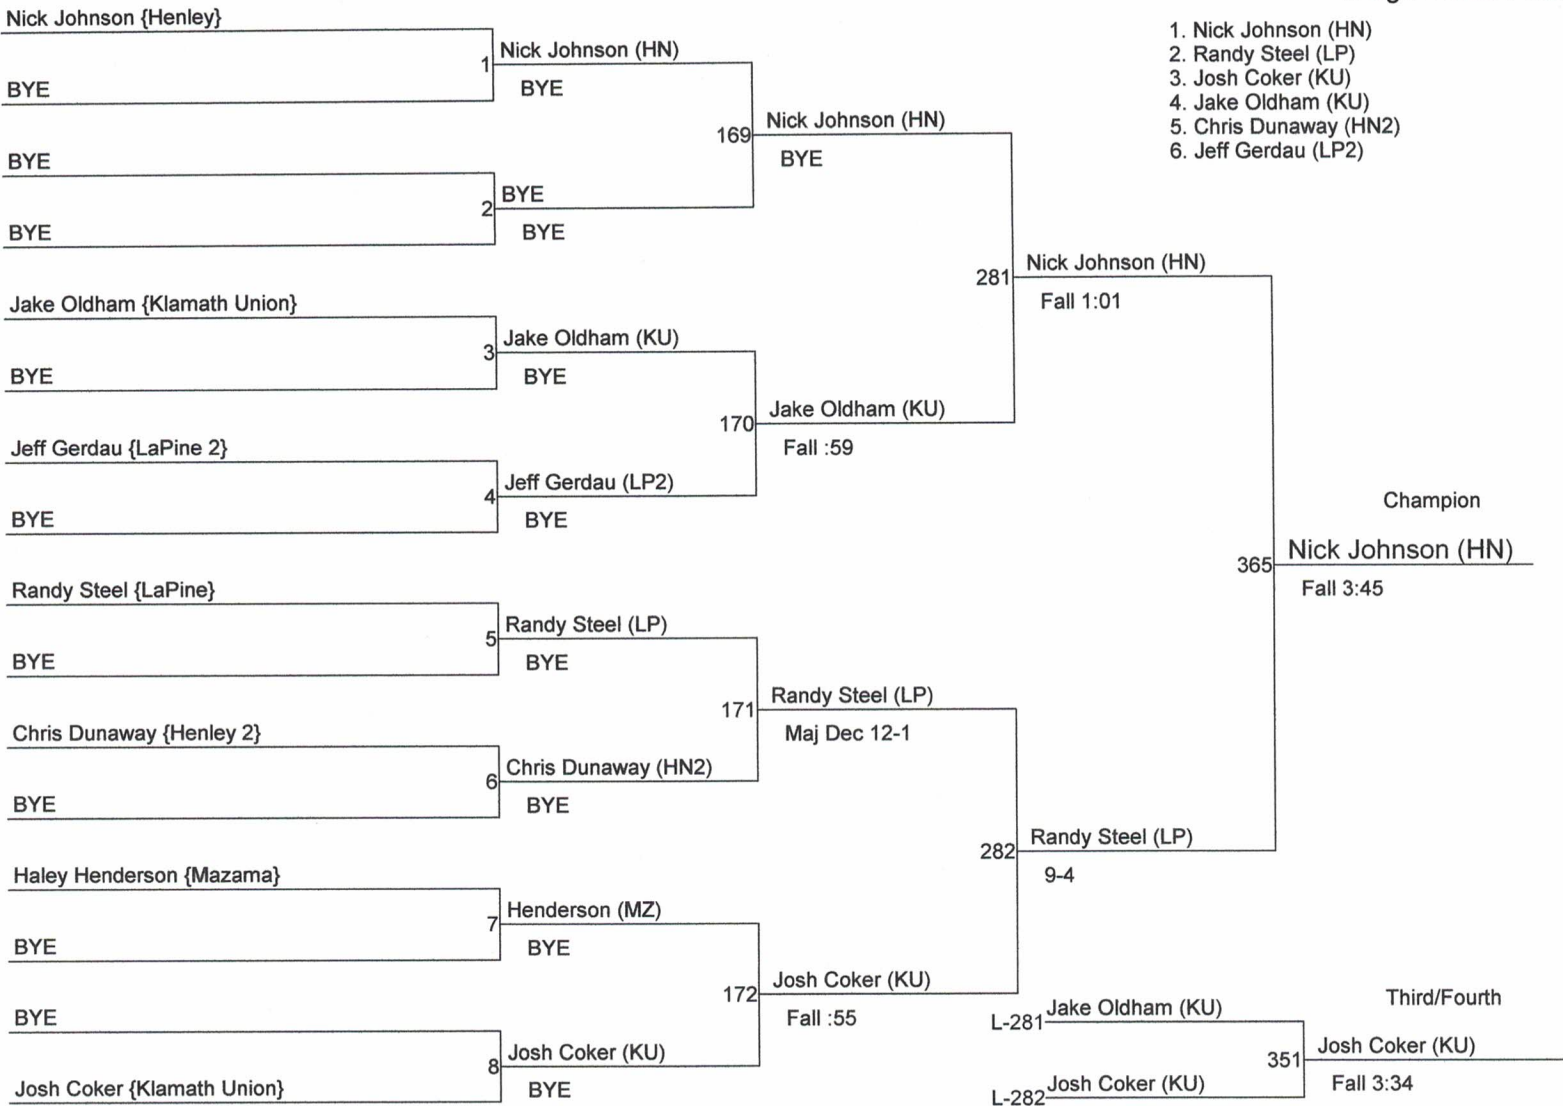 Nick Johnson {Henley}
1
Nick Johnson (HN)
BYE
BYE
169
Nick Johnson (HN)
BYE
BYE
2
BYE
BYE
BYE
281
Nick Johnson (HN)
Fall 1:01
Jake Oldham {Klamath Union}
3
Jake Oldham (KU)
BYE
BYE
170
Jake Oldham (KU)
Fall :59
Jeff Gerdau {LaPine 2}
4
Jeff Gerdau (LP2)
BYE
BYE
365
Champion
Nick Johnson (HN)
Fall 3:45
Randy Steel {LaPine}
5
Randy Steel (LP)
BYE
BYE
171
Randy Steel (LP)
Maj Dec 12-1
Chris Dunaway {Henley 2}
6
Chris Dunaway (HN2)
BYE
BYE
282
Randy Steel (LP)
9-4
Haley Henderson {Mazama}
7
Henderson (MZ)
BYE
BYE
172
Josh Coker (KU)
Fall :55
BYE
8
Josh Coker (KU)
Josh Coker {Klamath Union}
BYE
Third/Fourth
L-281
Jake Oldham (KU)
351
Josh Coker (KU)
Fall 3:34
L-282
Josh Coker (KU)
1. Nick Johnson (HN)
2. Randy Steel (LP)
3. Josh Coker (KU)
4. Jake Oldham (KU)
5. Chris Dunaway (HN2)
6. Jeff Gerdau (LP2)